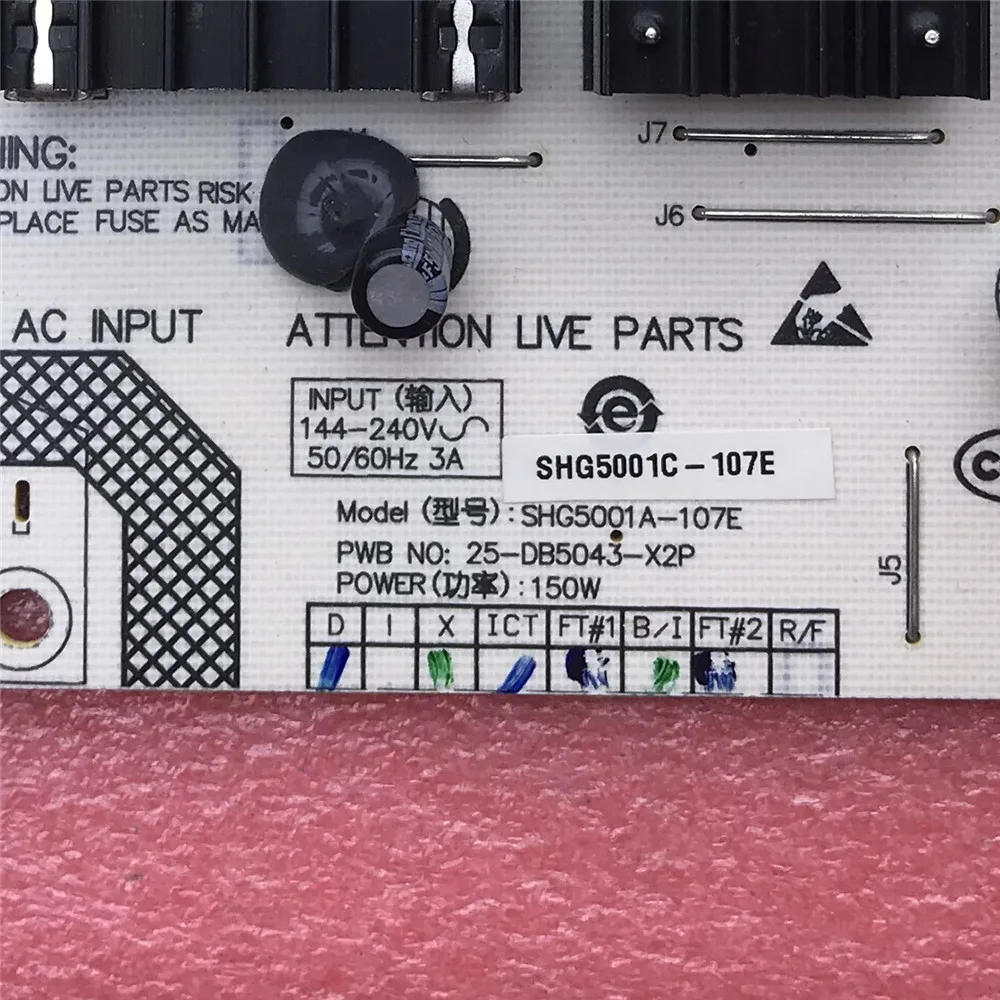 J7
IING:
ON LIVE PARTS RISK
J6
PLACE FUSE AS MA
AC INPUT
ATTENTION LIVE PARTS
INPUT (输入)
144-240V
50/60Hz 3A
e
SHG5001C-107E
C
Model (型号): SHG5001A-107E
PWB NO: 25-DB5043-X2P
POWER(功率): 150W
J5
D I X ICT FT#1 B/I FT#2 R/F